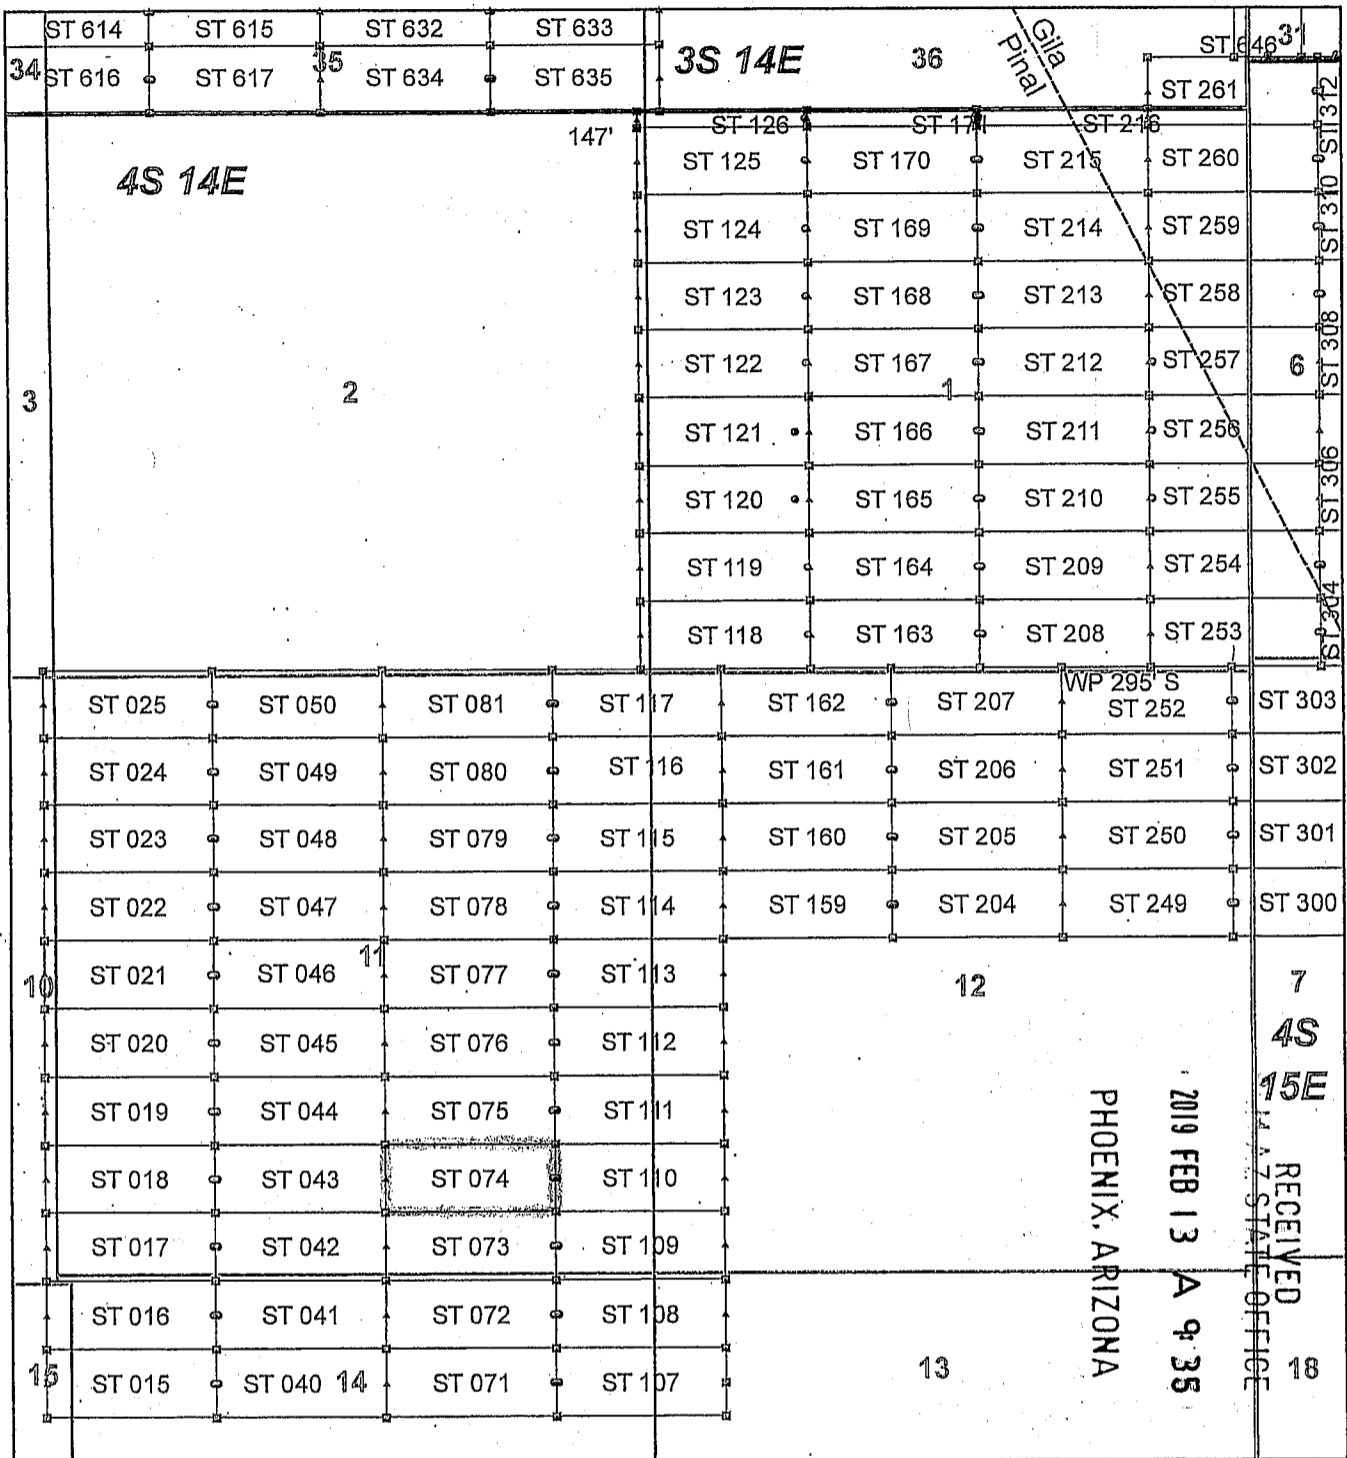 ST 614 ST 615 ST 632 ST 633
3S 14E 36 Gila Pinal ST 646 31
34 ST 616 ST 617 35 ST 634 ST 635
ST 261 ST 312
147' ST 126 ST 171 ST 216
4S 14E
ST 125 ST 170 ST 215 ST 260 ST 310
ST 124 ST 169 ST 214 ST 259
ST 123 ST 168 ST 213 ST 258
ST 122 ST 167 ST 212 ST 257 6 ST 308
3 2 1
ST 121 ST 166 ST 211 ST 256
ST 120 ST 165 ST 210 ST 255 ST 306
ST 119 ST 164 ST 209 ST 254
ST 118 ST 163 ST 208 ST 253 ST 304
WP 295' S
ST 025 ST 050 ST 081 ST 117 ST 162 ST 207 ST 252 ST 303
ST 024 ST 049 ST 080 ST 116 ST 161 ST 206 ST 251 ST 302
ST 023 ST 048 ST 079 ST 115 ST 160 ST 205 ST 250 ST 301
ST 022 ST 047 ST 078 ST 114 ST 159 ST 204 ST 249 ST 300
11
10 ST 021 ST 046 ST 077 ST 113 12 7
4S
15E
ST 020 ST 045 ST 076 ST 112
ST 019 ST 044 ST 075 ST 111
ST 018 ST 043 ST 074 ST 110
ST 017 ST 042 ST 073 ST 109
ST 016 ST 041 ST 072 ST 108
15 ST 015 ST 040 14 ST 071 ST 107 13 18
RECEIVED
AZ STATE OFFICE
2019 FEB 13 A 9:35
PHOENIX, ARIZONA